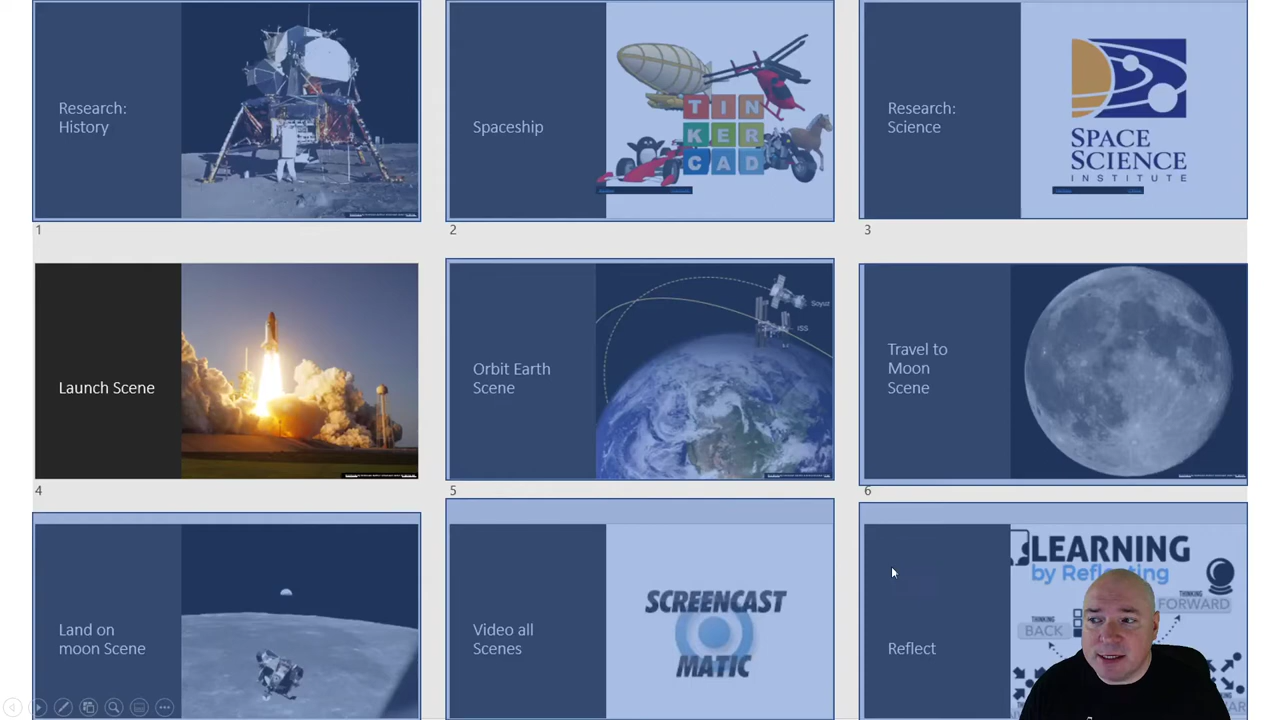 Research:
History
1
Spaceship
TIN
KER
CAD
2
Research:
Science
SPACE
SCIENCE
INSTITUTE
3
Launch Scene
4
Orbit Earth
Scene
Soyuz
ISS
5
Travel to
Moon
Scene
6
Land on
moon Scene
Video all
Scenes
SCREENCAST
MATIC
Reflect
LEARNING
by Reflecting
THINKING
BACK
THINKING
FORWARD